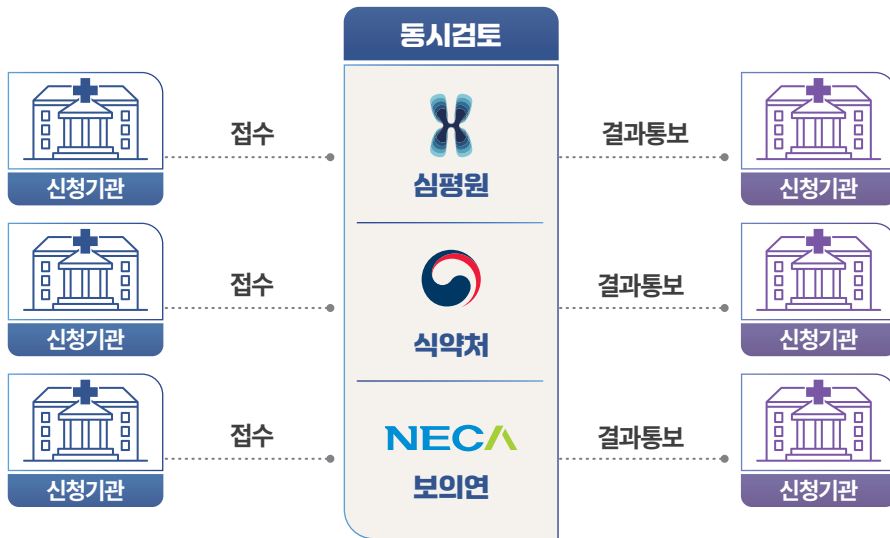 동시검토
접수
심평원
결과통보
신청기관
신청기관
접수
식약처
결과통보
신청기관
신청기관
접수
NECA
보의연
결과통보
신청기관
신청기관